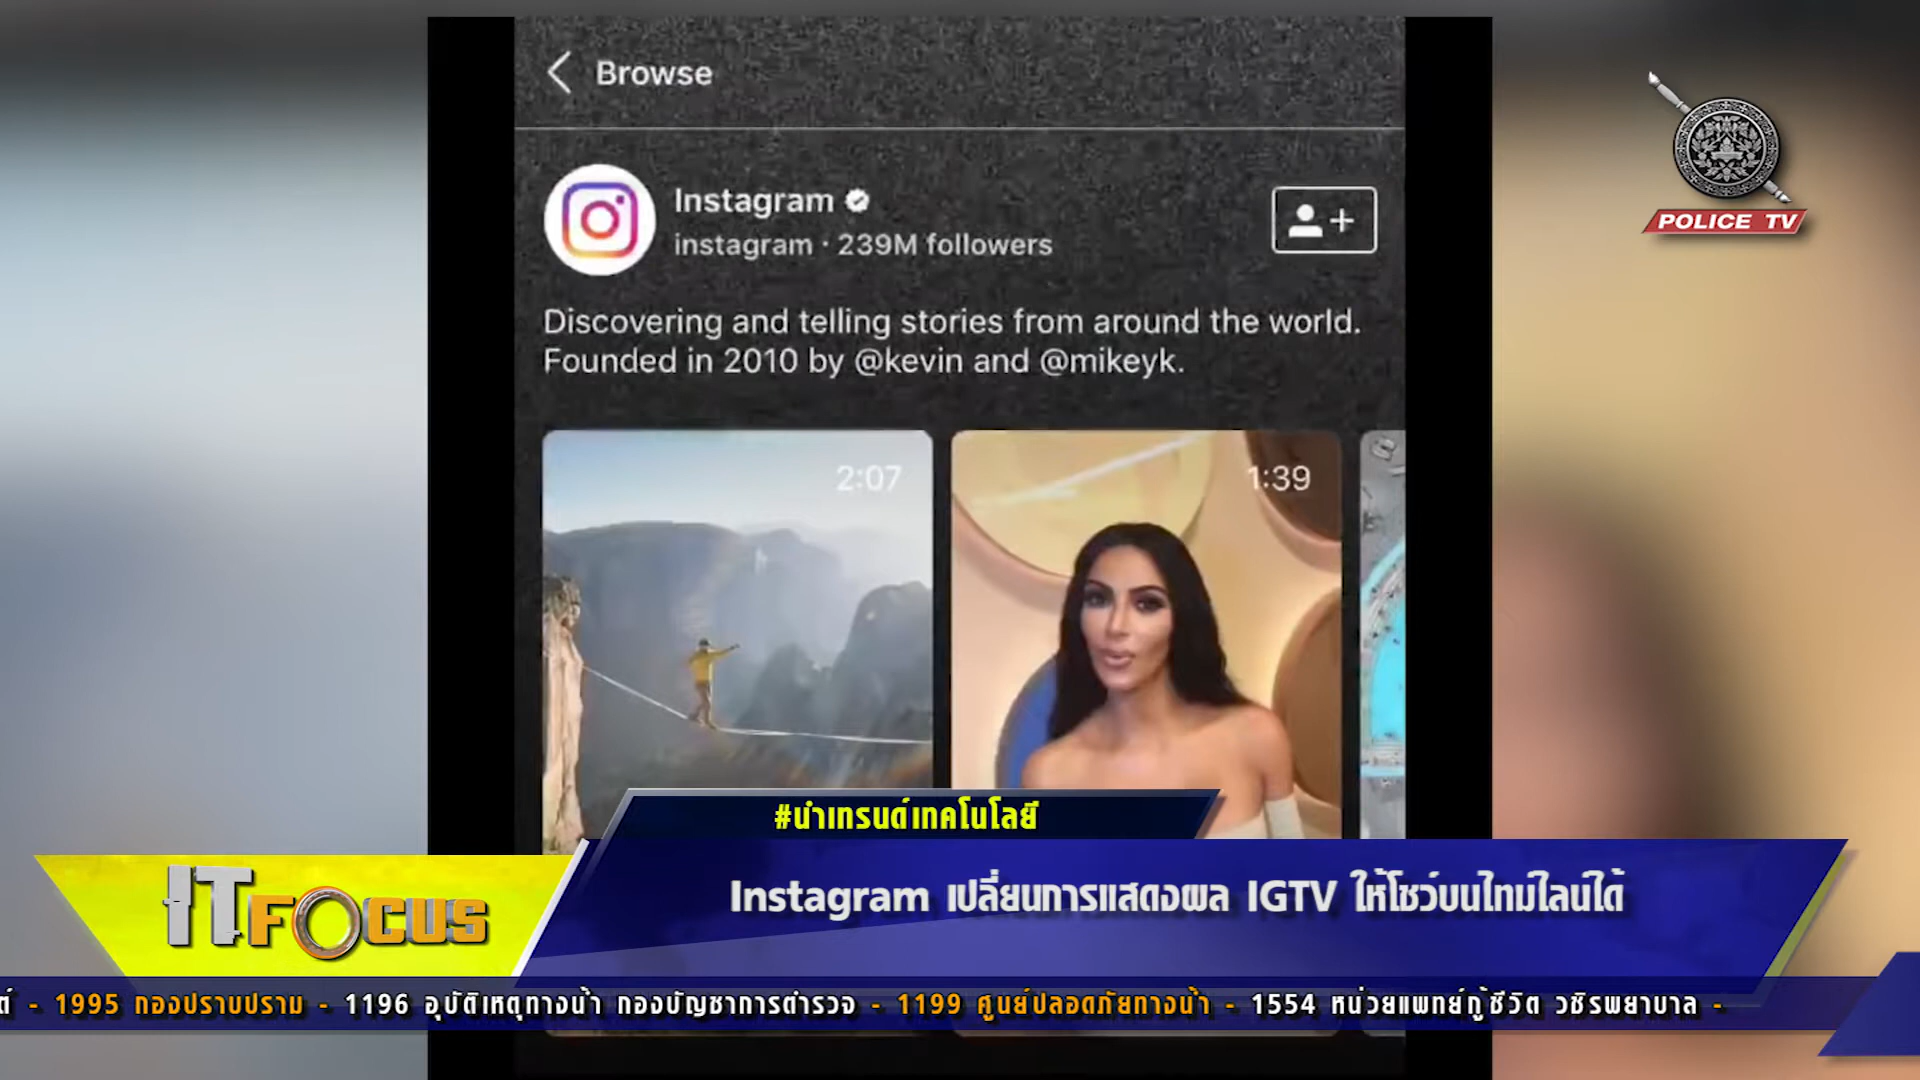 Browse
Instagram
instagram · 239M followers
Discovering and telling stories from around the world.
Founded in 2010 by @kevin and @mikeyk.
2:07
1:39
POLICE TV
#นำเทรนด์เทคโนโลยี
IT FOCUS
Instagram เปลี่ยนการแสดงผล IGTV ให้โชว์บนไทม์ไลน์ได้
- 1995 กองปราบปราม - 1196 อุบัติเหตุทางน้ำ กองบัญชาการตำรวจ - 1199 ศูนย์ปลอดภัยทางน้ำ - 1554 หน่วยแพทย์กู้ชีวิต วชิรพยาบาล -